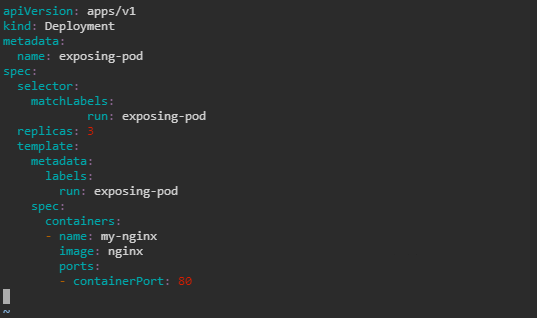 apiVersion: apps/v1
kind: Deployment
metadata:
  name: exposing-pod
spec:
  selector:
    matchLabels:
                run: exposing-pod
  replicas: 3
  template:
    metadata:
      labels:
        run: exposing-pod
    spec:
      containers:
      - name: my-nginx
        image: nginx
        ports:
        - containerPort: 80
~